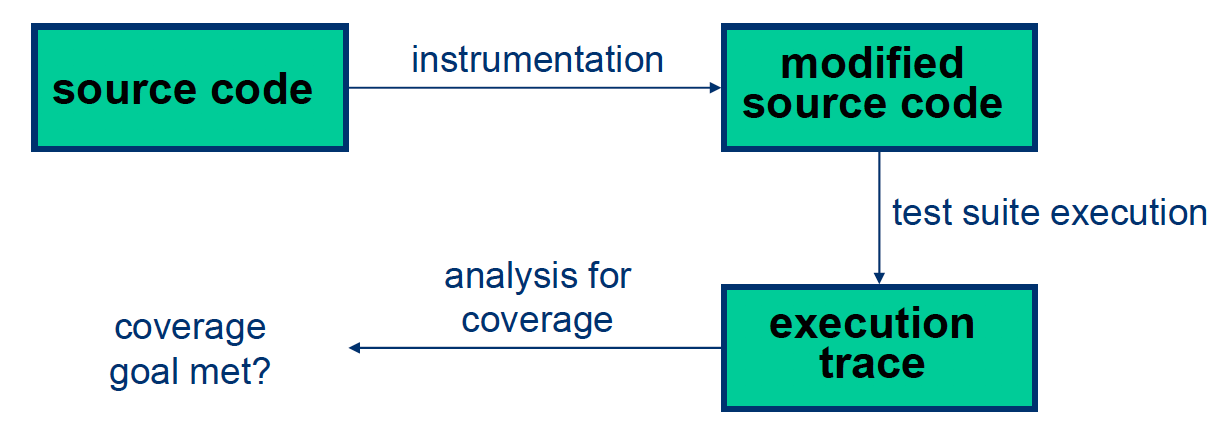 source code
instrumentation
modified
source code
test suite execution
execution
trace
analysis for
coverage
coverage
goal met?